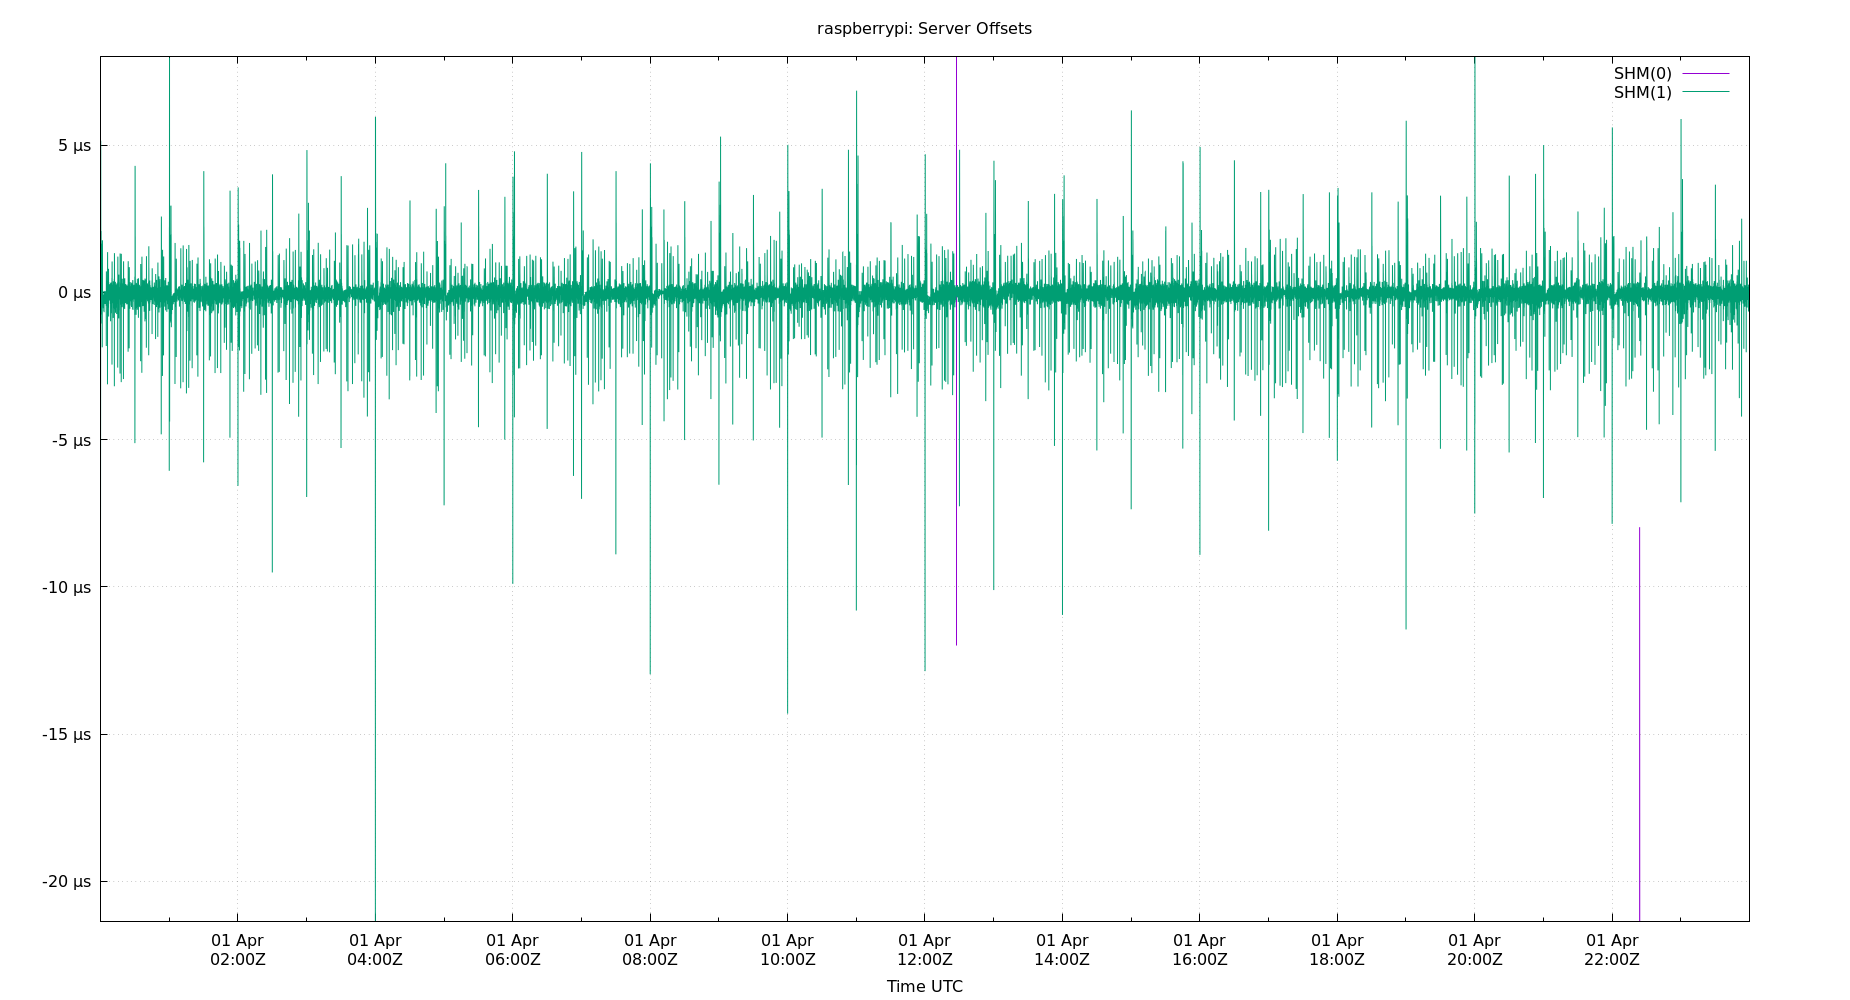 raspberrypi: Server Offsets
SHM(0)
SHM(1)
5 µs
0 µs
-5 µs
-10 µs
-15 µs
-20 µs
01 Apr 01 Apr 01 Apr 01 Apr 01 Apr 01 Apr 01 Apr 01 Apr 01 Apr 01 Apr 01 Apr
02:00Z 04:00Z 06:00Z 08:00Z 10:00Z 12:00Z 14:00Z 16:00Z 18:00Z 20:00Z 22:00Z
Time UTC